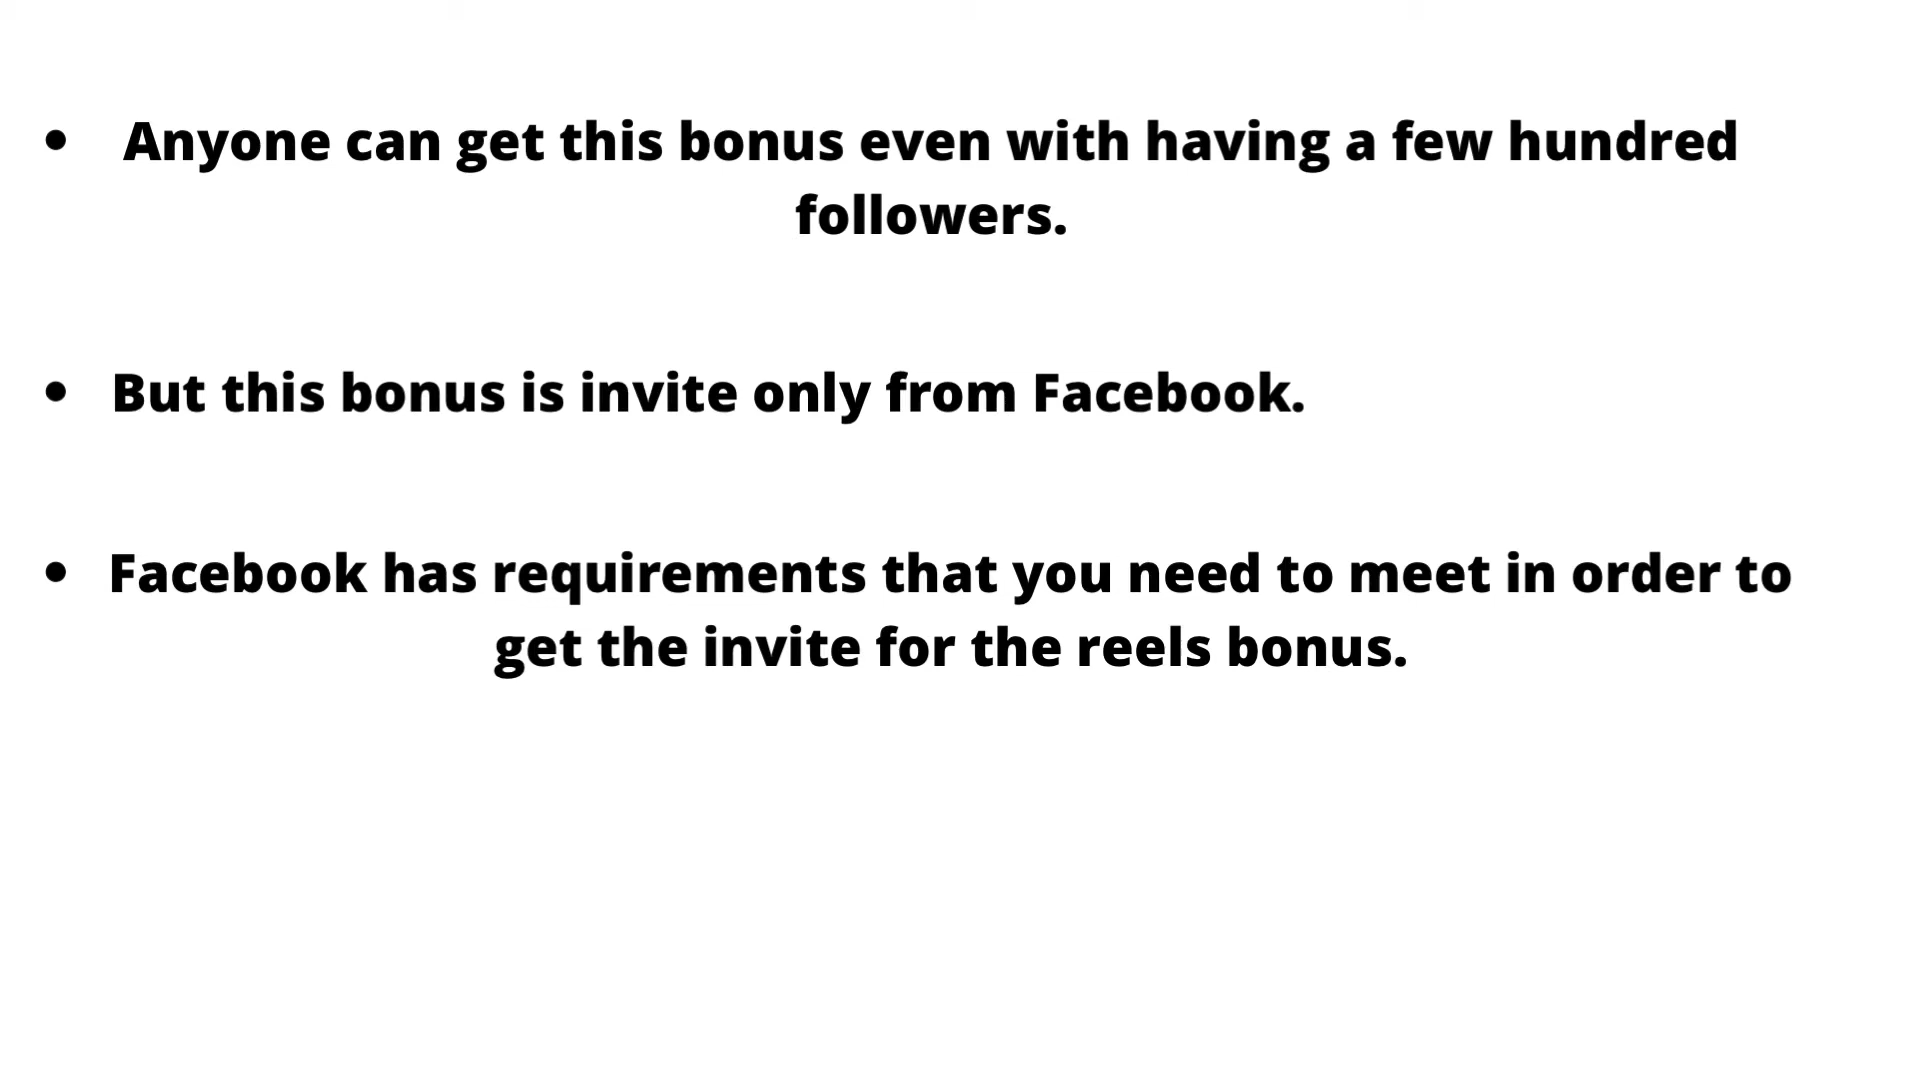 • Anyone can get this bonus even with having a few hundred
followers.
• But this bonus is invite only from Facebook.
• Facebook has requirements that you need to meet in order to
get the invite for the reels bonus.